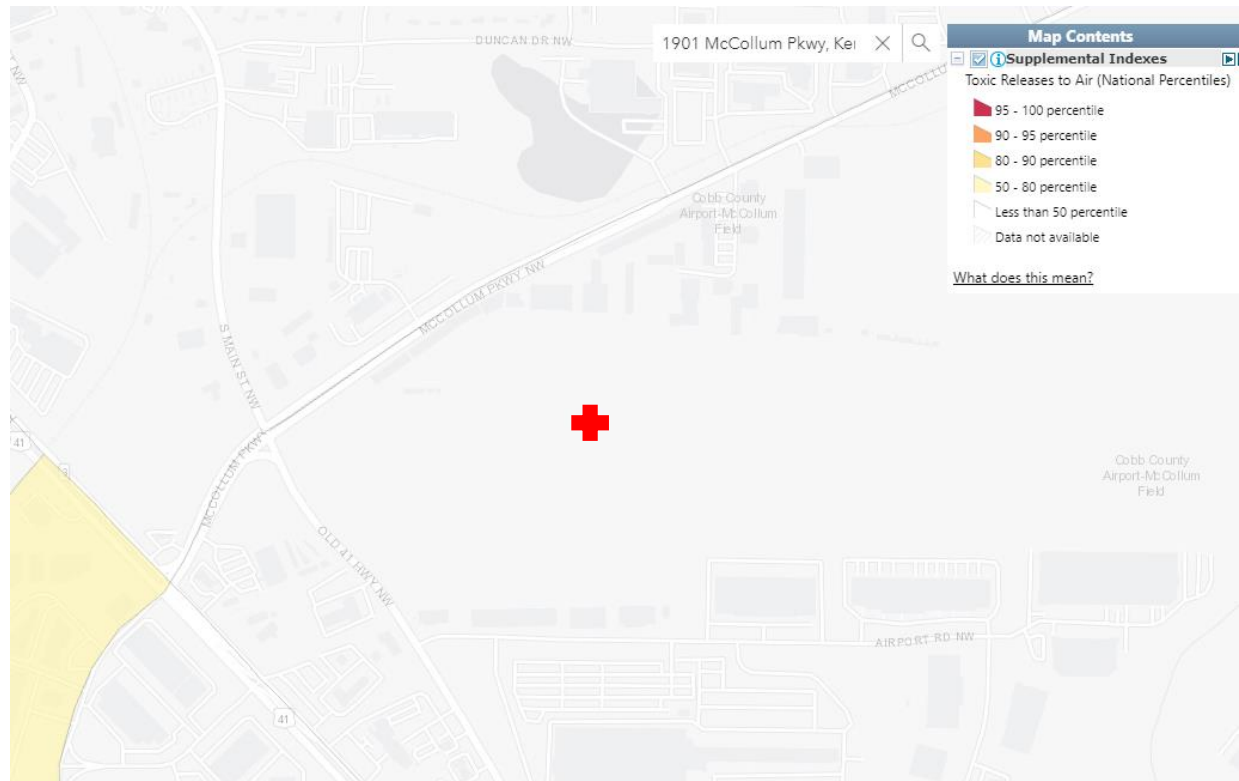 DUNCAN DR NW
1901 McCollum Pkwy, Ke
Map Contents
Supplemental Indexes
Toxic Releases to Air (National Percentiles)
95 - 100 percentile
90 - 95 percentile
80 - 90 percentile
50 - 80 percentile
Less than 50 percentile
Data not available
What does this mean?
MCCOLLU
Cobb County
Airport-McCollum
Field
MCCOLLUM PKWY NW
S MAIN ST NW
41
MCCOLLUM PKWY
OLD 41 HWY NW
Cobb County
Airport-McCollum
Field
AIRPORT RD NW
41